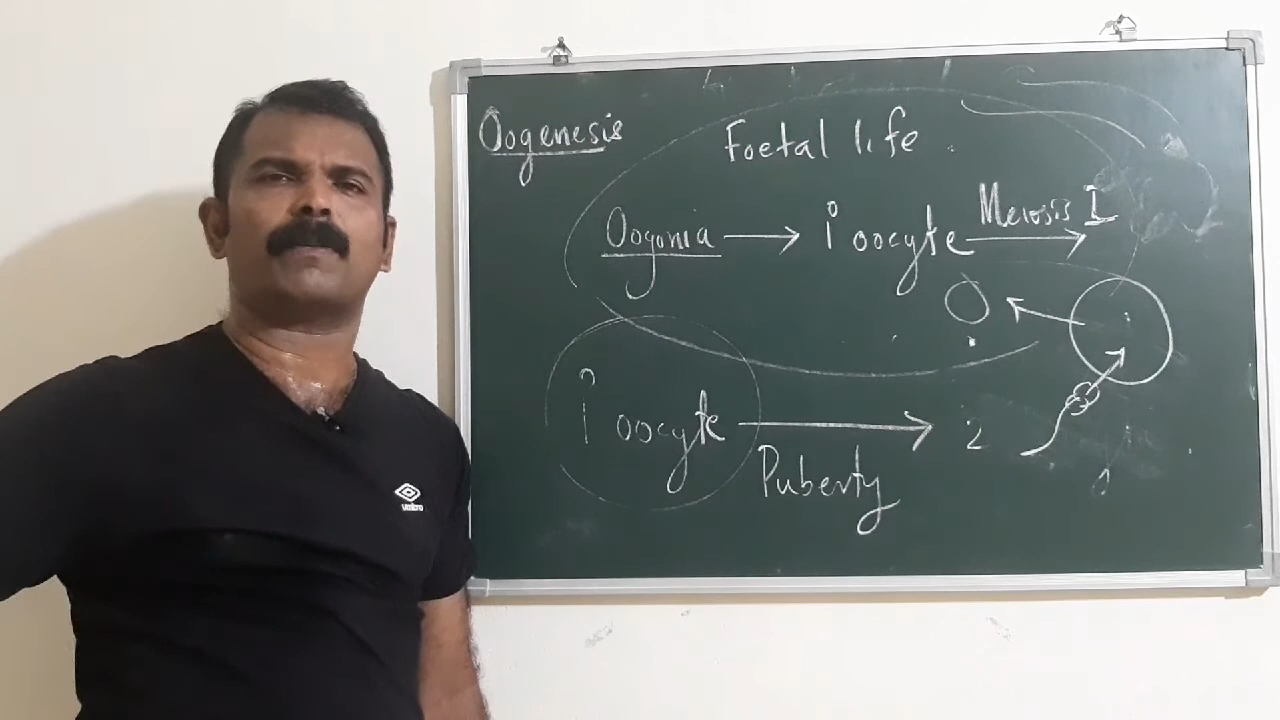 Oogenesis
Foetal life
Oogonia → i oocyte → Meiosis I
i oocyte → 2
Puberty
umbro